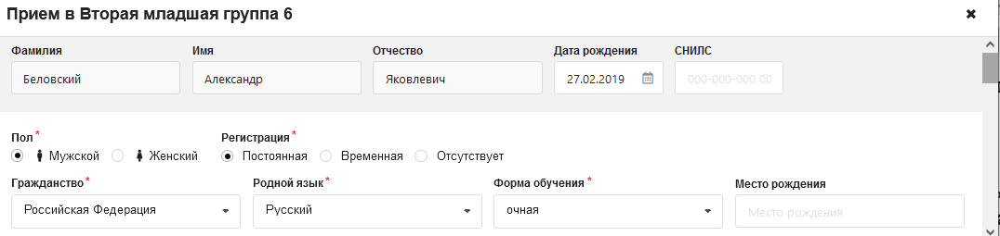 Прием в Вторая младшая группа 6 ✖
Фамилия Имя Отчество Дата рождения СНИЛС
Беловский Александр Яковлевич 27.02.2019 000-000-000 00
Пол * Регистрация *
Мужской Женский Постоянная Временная Отсутствует
Гражданство * Родной язык * Форма обучения * Место рождения
Российская Федерация Русский очная Место рождения